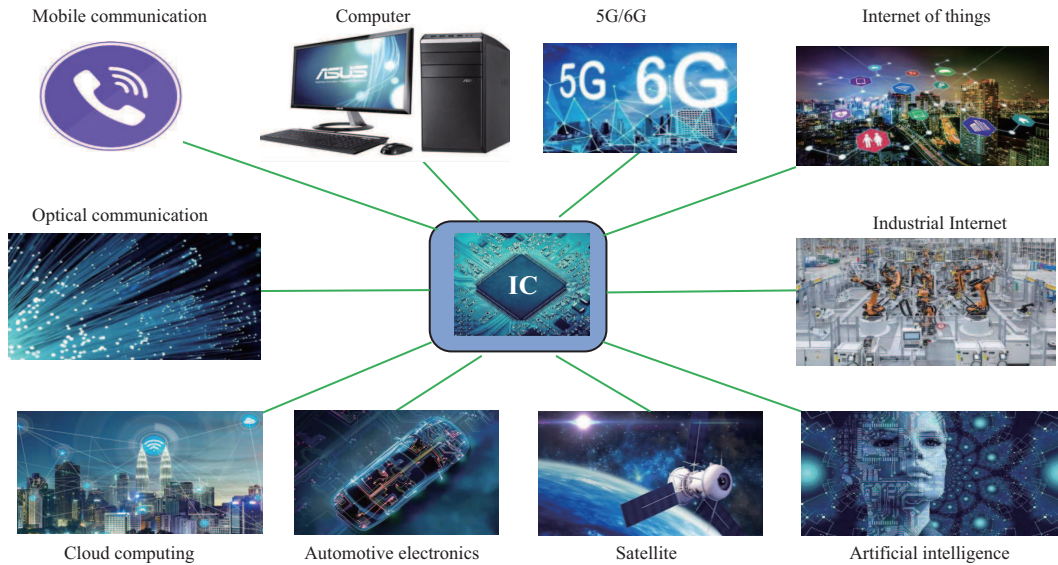 Mobile communication
Computer
5G/6G
Internet of things
ASUS
5G 6G
Optical communication
Industrial Internet
IC
Cloud computing
Automotive electronics
Satellite
Artificial intelligence